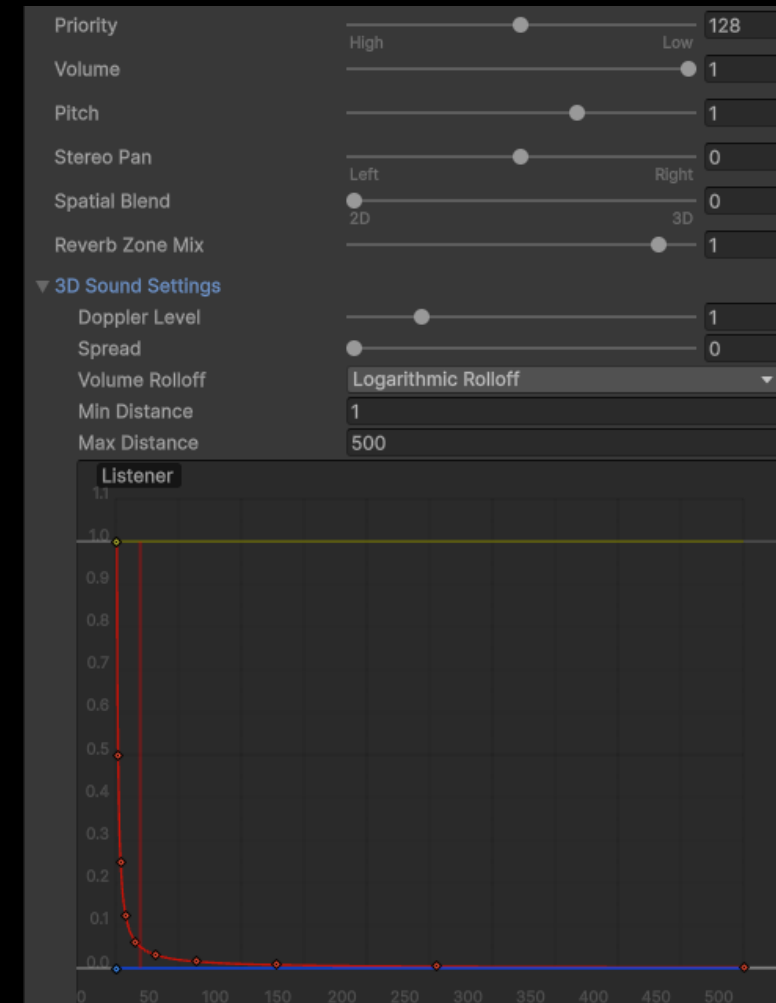 Priority 128
High Low
Volume 1
Pitch 1
Stereo Pan 0
Left Right
Spatial Blend 0
2D 3D
Reverb Zone Mix 1
3D Sound Settings
Doppler Level 1
Spread 0
Volume Rolloff Logarithmic Rolloff
Min Distance 1
Max Distance 500
Listener
1.1
1.0
0.9
0.8
0.7
0.6
0.5
0.4
0.3
0.2
0.1
0.0
0 50 100 150 200 250 300 350 400 450 500